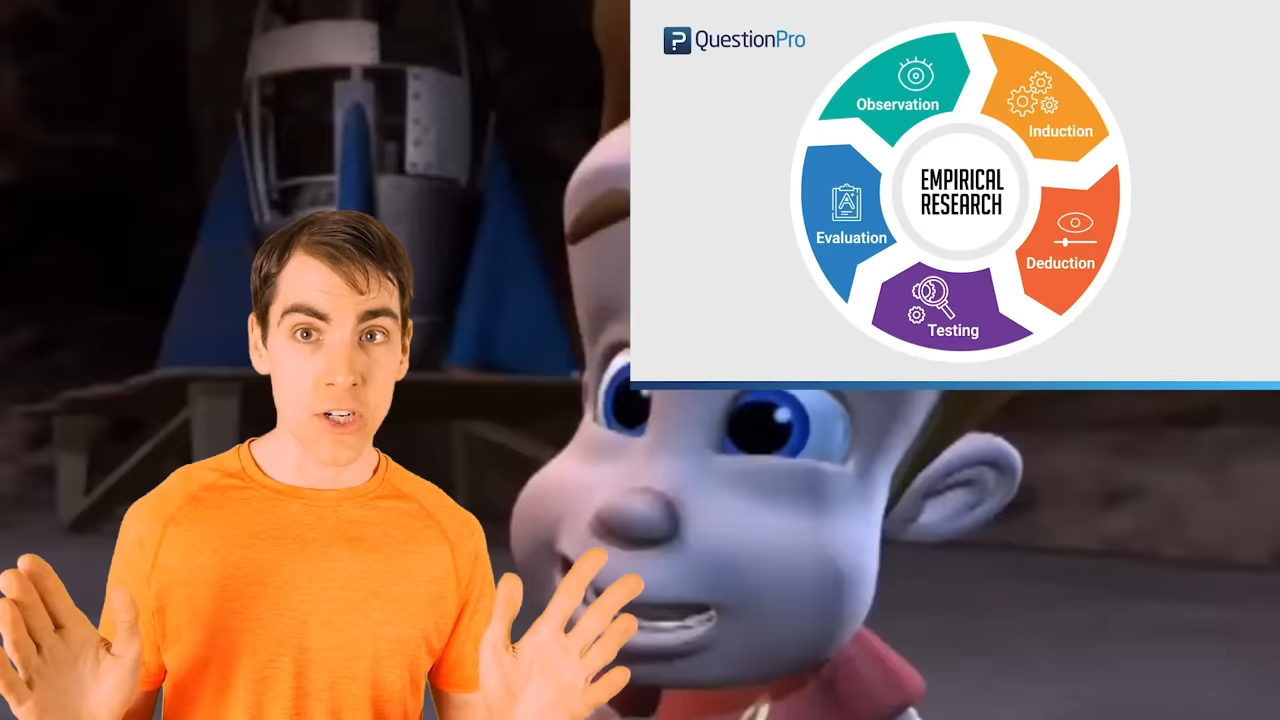 QuestionPro
Observation
Induction
EMPIRICAL
RESEARCH
Evaluation
Deduction
Testing